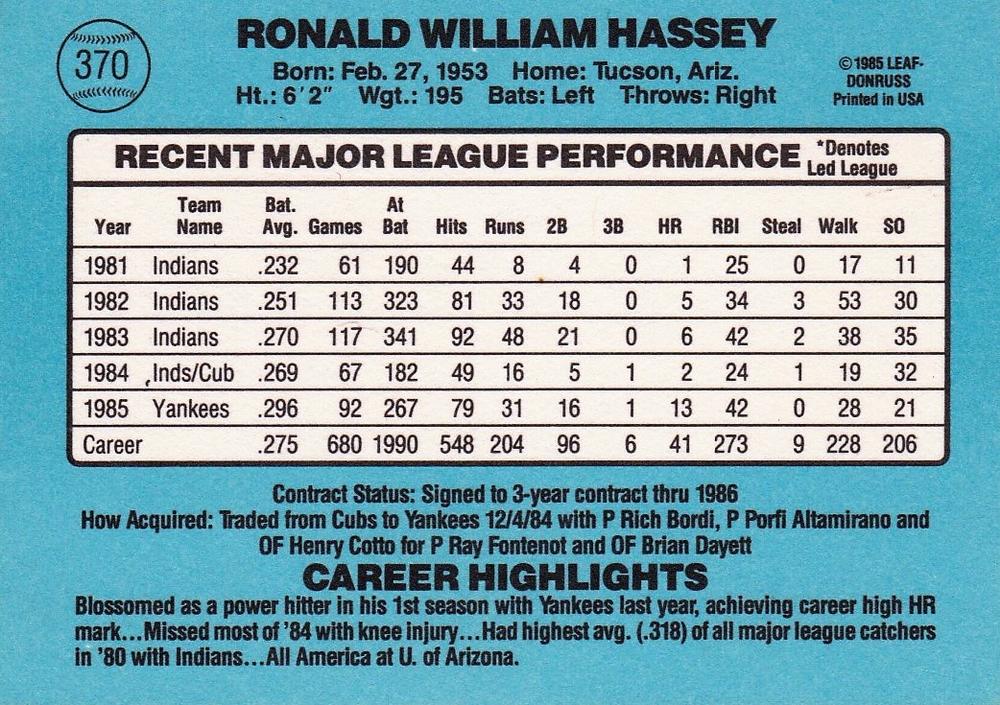 370
RONALD WILLIAM HASSEY
Born: Feb. 27, 1953 Home: Tucson, Ariz.
Ht.: 6'2" Wgt.: 195 Bats: Left Throws: Right
© 1985 LEAF-
DONRUSS
Printed in USA
RECENT MAJOR LEAGUE PERFORMANCE *Denotes
Led League
Year Team Name Bat. Avg. Games At Bat Hits Runs 2B 3B HR RBI Steal Walk SO
1981 Indians .232 61 190 44 8 4 0 1 25 0 17 11
1982 Indians .251 113 323 81 33 18 0 5 34 3 53 30
1983 Indians .270 117 341 92 48 21 0 6 42 2 38 35
1984 Inds/Cub .269 67 182 49 16 5 1 2 24 1 19 32
1985 Yankees .296 92 267 79 31 16 1 13 42 0 28 21
Career .275 680 1990 548 204 96 6 41 273 9 228 206
Contract Status: Signed to 3-year contract thru 1986
How Acquired: Traded from Cubs to Yankees 12/4/84 with P Rich Bordi, P Porfi Altamirano and
OF Henry Cotto for P Ray Fontenot and OF Brian Dayett
CAREER HIGHLIGHTS
Blossomed as a power hitter in his 1st season with Yankees last year, achieving career high HR
mark...Missed most of '84 with knee injury...Had highest avg. (.318) of all major league catchers
in '80 with Indians...All America at U. of Arizona.